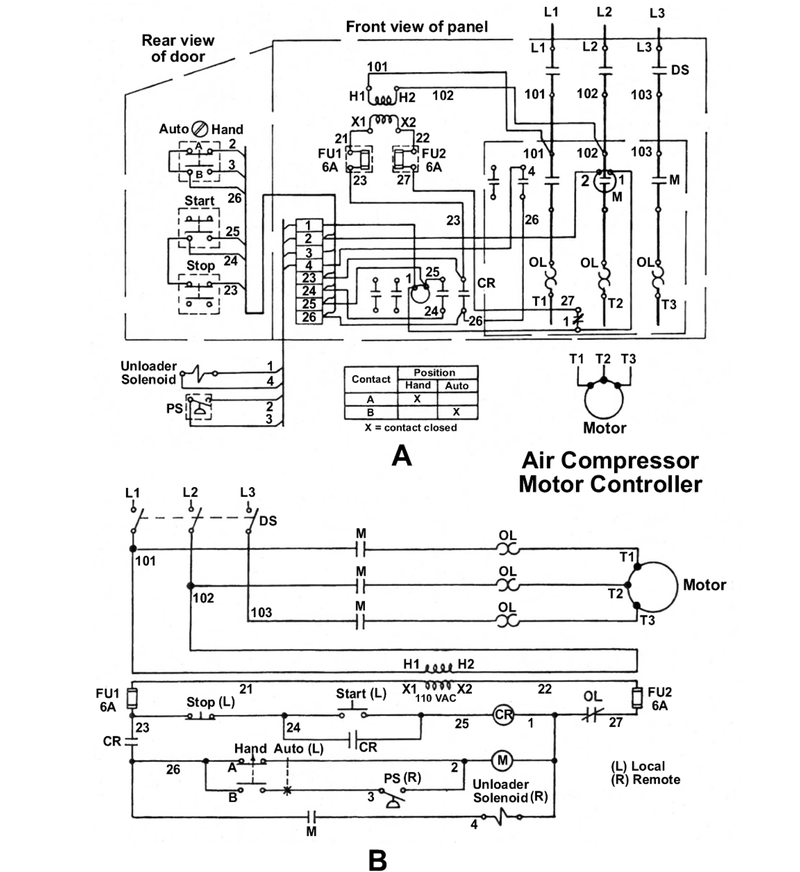 Front view of panel
Rear view
of door
L1 L2 L3
L1 L2 L3
DS
101
102
H1 H2
101 102 103
X1 X2
21 22
FU1
6A
FU2
6A
23 27
Auto Hand
A 2
B 3
26
Start
25
24
Stop
23
101 102 103
4
2 1
M
M
26
23
1
2
3
4
23
24
25
26
1 25
CR
24
26
OL OL OL
27
1
T1 T2 T3
Unloader
Solenoid
1
4
PS
2
3
Contact Position
Hand Auto
A X
B X
X = contact closed
T1 T2 T3
Motor
A
Air Compressor
Motor Controller
L1 L2 L3
DS
M OL
101
T1
M OL
102
T2
Motor
103
M OL
T3
H1 H2
21
X1 X2
22
110 VAC
FU1
6A
FU2
6A
Stop (L)
Start (L)
OL
23
24
25
CR
1
27
CR
CR
Hand Auto (L)
26
A
2
M
B
3
PS (R)
Unloader
Solenoid (R)
4
M
(L) Local
(R) Remote
B